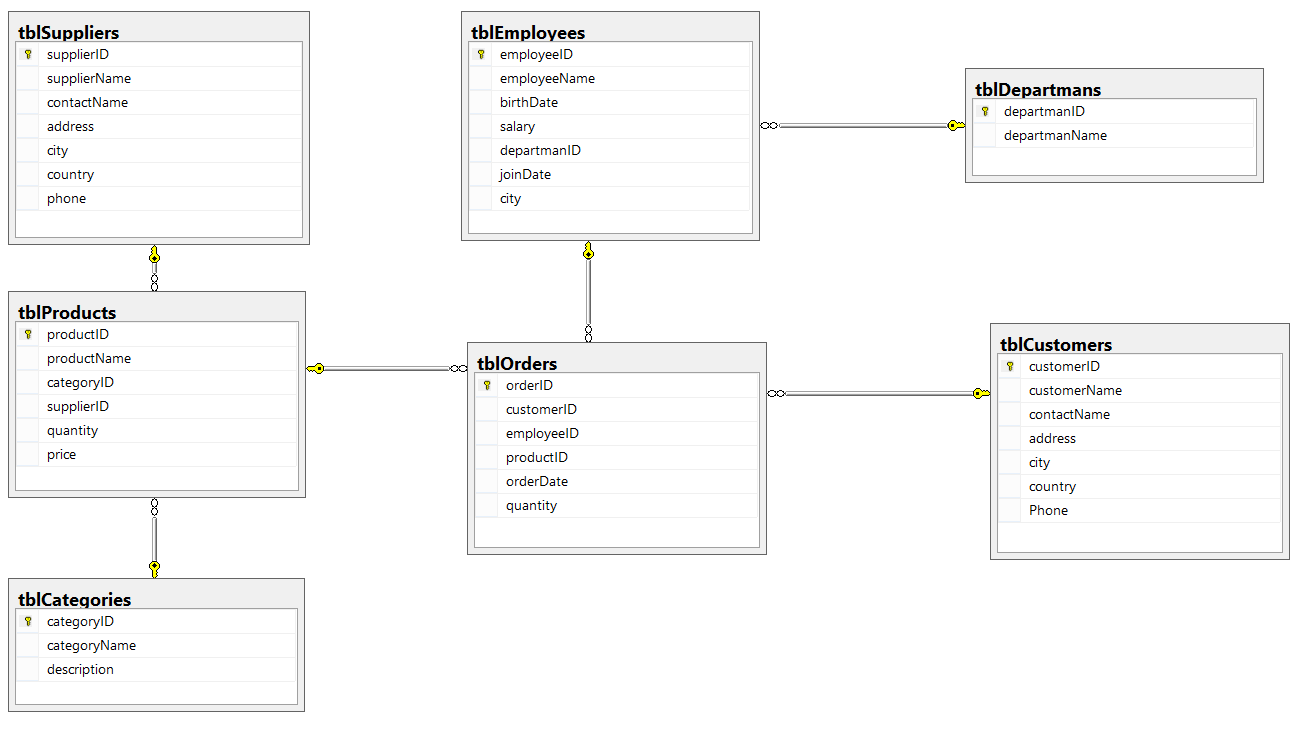 tblSuppliers
supplierID
supplierName
contactName
address
city
country
phone
tblEmployees
employeeID
employeeName
birthDate
salary
departmanID
joinDate
city
tblDepartmans
departmanID
departmanName
tblProducts
productID
productName
categoryID
supplierID
quantity
price
tblOrders
orderID
customerID
employeeID
productID
orderDate
quantity
tblCustomers
customerID
customerName
contactName
address
city
country
Phone
tblCategories
categoryID
categoryName
description